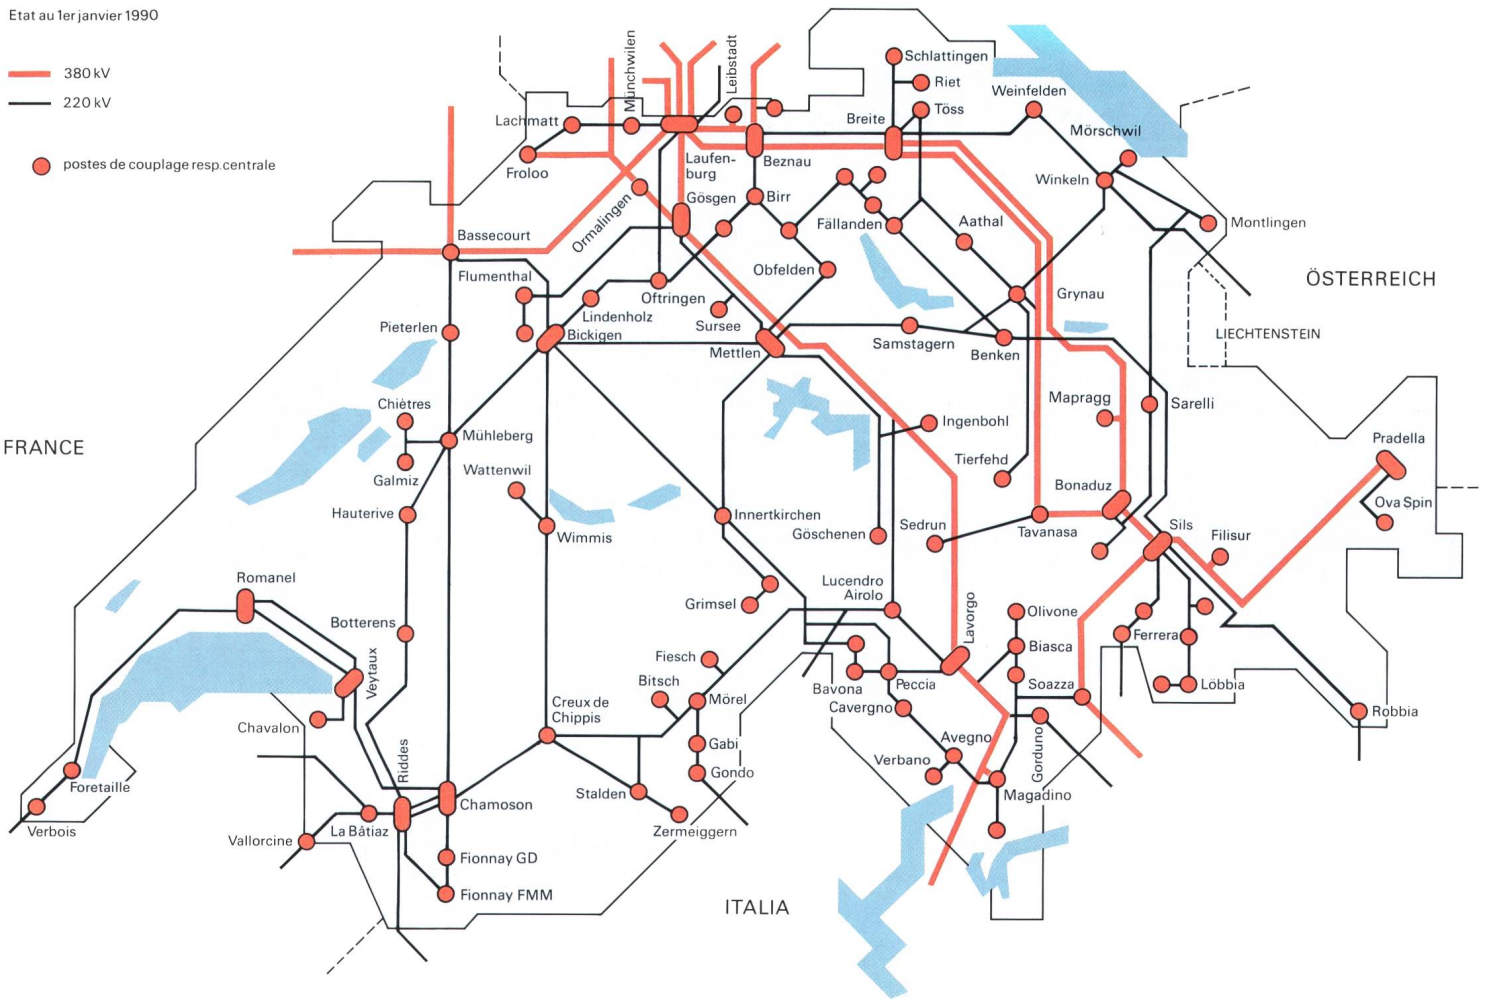 Etat au 1er janvier 1990
380 kV
220 kV
postes de couplage resp. centrale
Münchwilen
Leibstadt
Schlattingen
Riet
Weinfelden
Töss
Breite
Lachmatt
Mörschwil
Froloo
Laufen-
burg
Beznau
Winkeln
Ormalingen
Gösgen
Birr
Fällanden
Aathal
Montlingen
Bassecourt
Flumenthal
Obfelden
ÖSTERREICH
Oftringen
Grynau
Lindenholz
Sursee
Pieterlen
Bickigen
Mettlen
Samstagern
Benken
LIECHTENSTEIN
Chiètres
Mapragg
Sarelli
FRANCE
Mühleberg
Ingenbohl
Pradella
Galmiz
Wattenwil
Tierfehd
Bonaduz
Ova Spin
Hauterive
Wimmis
Innertkirchen
Göschenen
Sedrun
Tavanasa
Sils
Filisur
Romanel
Grimsel
Lucendro
Airolo
Lavorgo
Olivone
Botterens
Biasca
Ferrera
Veytaux
Fiesch
Bitsch
Bavona
Peccia
Soazza
Löbbia
Chavalon
Creux de
Chippis
Mörel
Cavergno
Robbia
Riddes
Gabi
Avegno
Gorduno
Foretaille
Gondo
Verbano
Verbois
Chamoson
Stalden
Magadino
Vallorcine
La Bâtiaz
Zermeiggern
Fionnay GD
Fionnay FMM
ITALIA